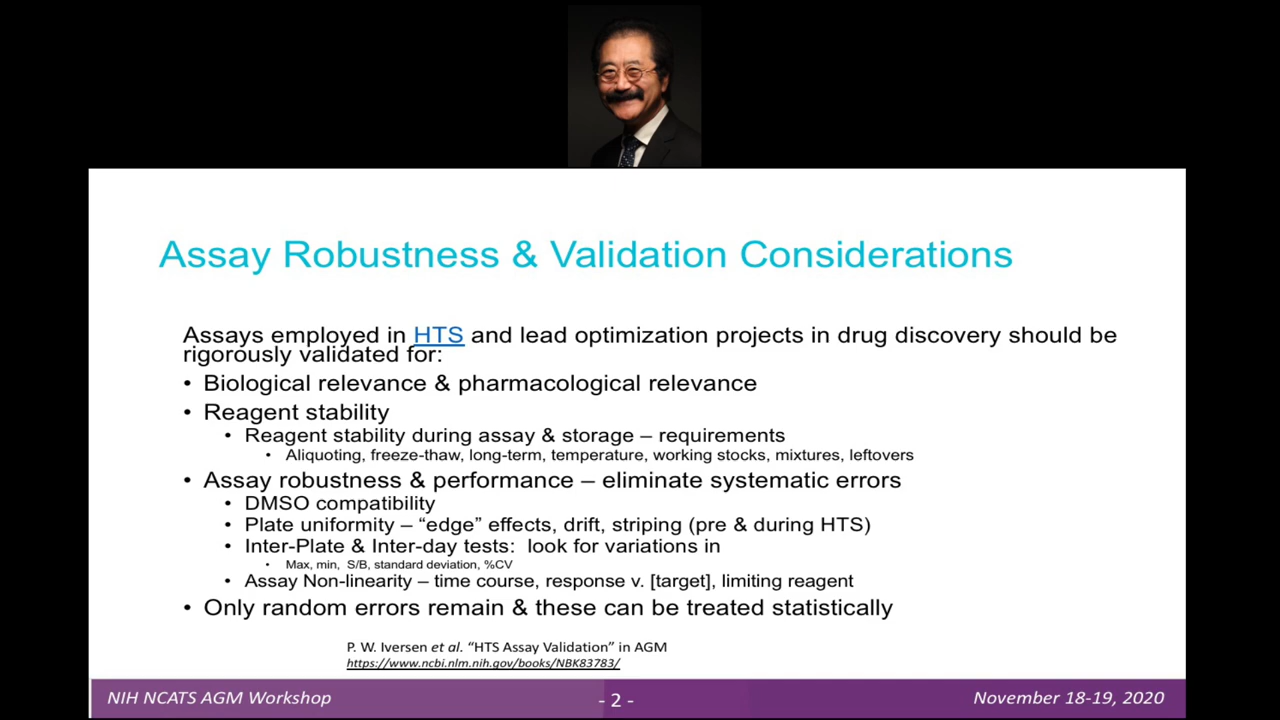 Assay Robustness & Validation Considerations
Assays employed in HTS and lead optimization projects in drug discovery should be
rigorously validated for:
• Biological relevance & pharmacological relevance
• Reagent stability
• Reagent stability during assay & storage – requirements
• Aliquoting, freeze-thaw, long-term, temperature, working stocks, mixtures, leftovers
• Assay robustness & performance – eliminate systematic errors
• DMSO compatibility
• Plate uniformity – “edge” effects, drift, striping (pre & during HTS)
• Inter-Plate & Inter-day tests:  look for variations in
• Max, min,  S/B, standard deviation, %CV
• Assay Non-linearity – time course, response v. [target], limiting reagent
• Only random errors remain & these can be treated statistically
P. W. Iversen et al. “HTS Assay Validation” in AGM
https://www.ncbi.nlm.nih.gov/books/NBK83783/
NIH NCATS AGM Workshop
- 2 -
November 18-19, 2020